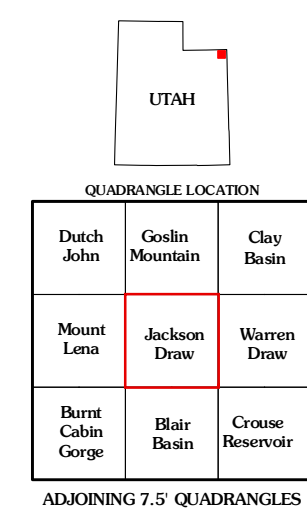 UTAH
QUADRANGLE LOCATION
Dutch
John
Goslin
Mountain
Clay
Basin
Mount
Lena
Jackson
Draw
Warren
Draw
Burnt
Cabin
Gorge
Blair
Basin
Crouse
Reservoir
ADJOINING 7.5' QUADRANGLES